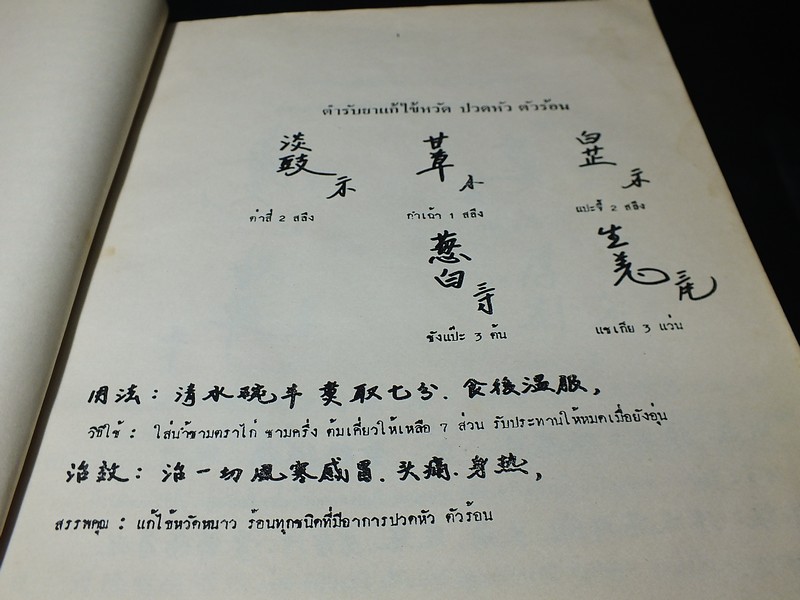 ตำรับยาแก้ไข้หวัด ปวดหัว ตัวร้อน
淡豉
甘草
白芷
ตำสี่ 2 สลึง
กำเช้า 1 สลึง
แปะจี้ 2 สลึง
葱白 三寸
生羌 三片
ชังแป๊ะ 3 ต้น
แชเกีย 3 แว่น
用法：清水碗半 煲取七分．食後温服，
วิธีใช้ : ใส่น้ำชามตราไก่ ชามครึ่ง ต้มเคี่ยวให้เหลือ 7 ส่วน รับประทานให้หมดเมื่อยังอุ่น
治效：治一切風寒感冒．头痛．身热，
สรรพคุณ : แก้ไข้หวัดหนาว ร้อนทุกชนิดที่มีอาการปวดหัว ตัวร้อน